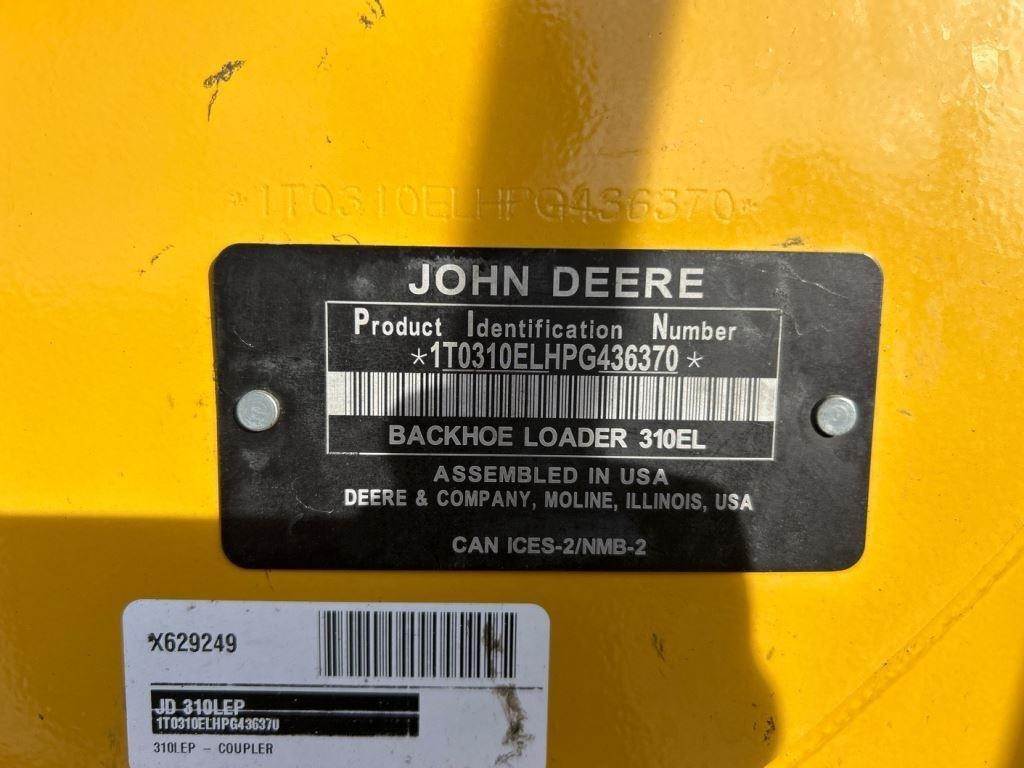 *1T0310ELHPG436370*
JOHN DEERE
Product Identification Number
*1T0310ELHPG436370*
BACKHOE LOADER 310EL
ASSEMBLED IN USA
DEERE & COMPANY, MOLINE, ILLINOIS, USA
CAN ICES-2/NMB-2
*X629249
JD 310LEP
1T0310ELHPG436370
310LEP - COUPLER